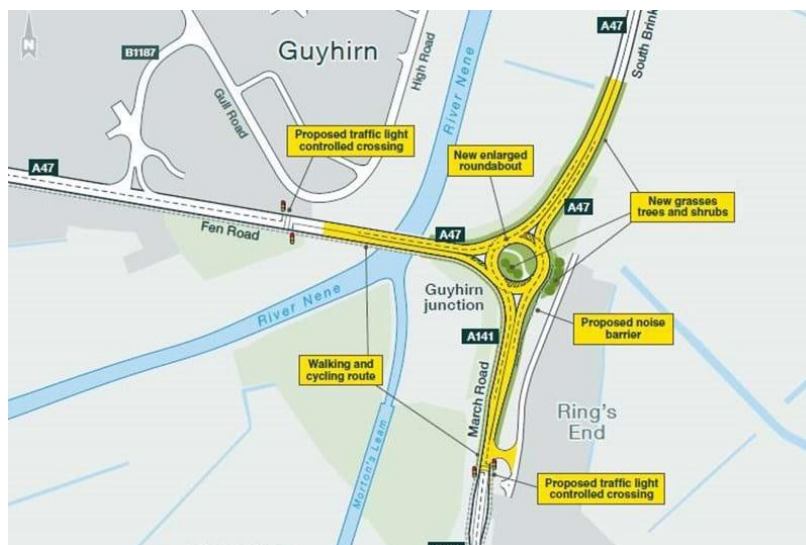 N
B1187
Guyhirn
Gull Road
High Road
River Nene
A47
South Brink
Proposed traffic light
controlled crossing
New enlarged
roundabout
A47
Fen Road
A47
A47
New grasses
trees and shrubs
Guyhirn
junction
River Nene
A141
Proposed noise
barrier
Walking and
cycling route
March Road
Morton's Leam
Ring's
End
Proposed traffic light
controlled crossing